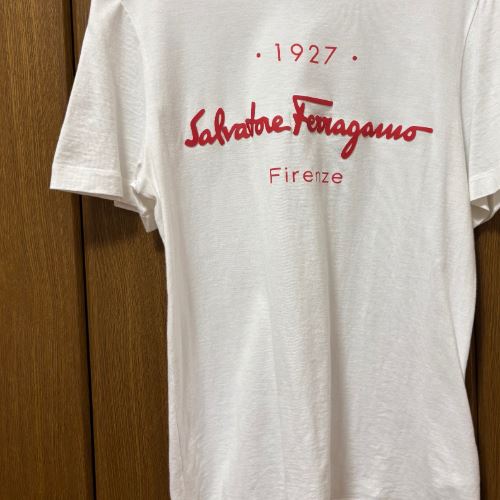 · 1927 ·
Salvatore Ferragamo
Firenze